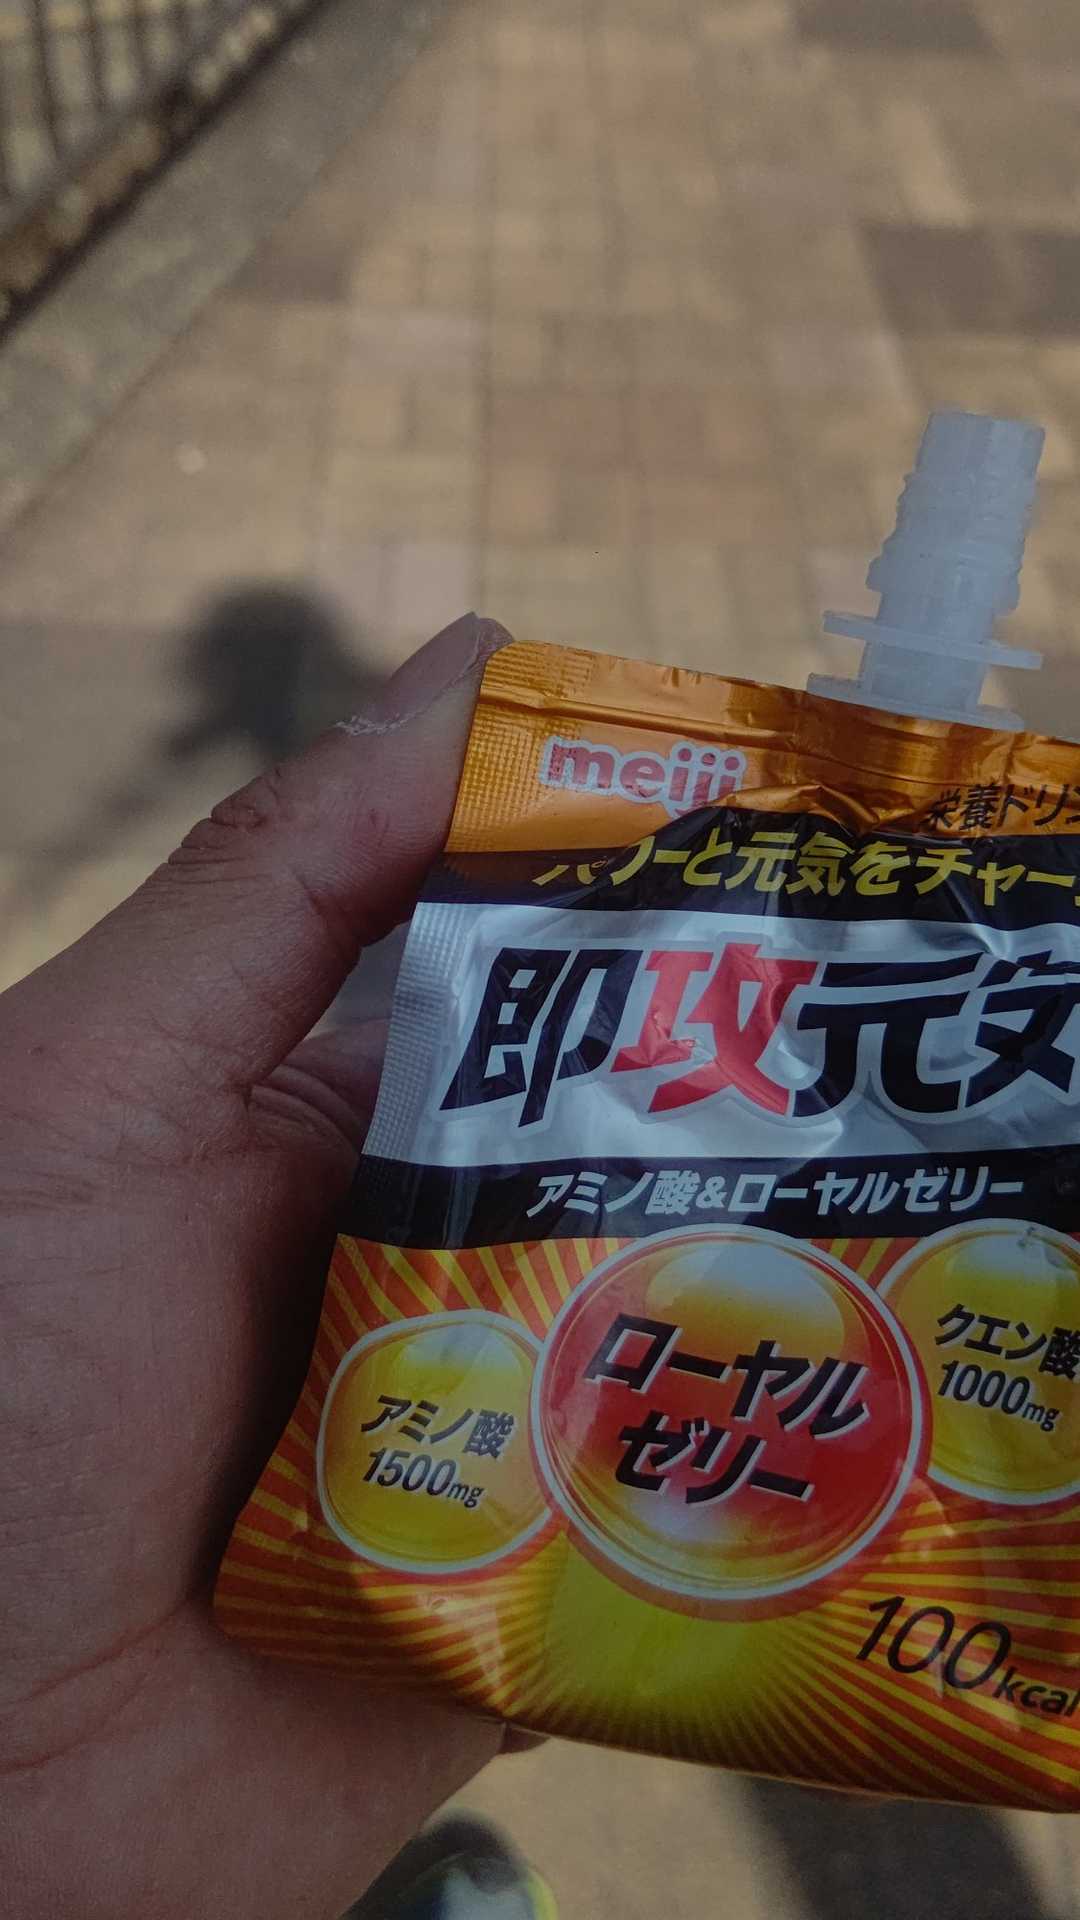 meiji
栄養ドリン
パワーと元気をチャー
即攻元気
アミノ酸&ローヤルゼリー
ローヤル
ゼリー
アミノ酸
1500mg
クエン酸
1000mg
100kcal